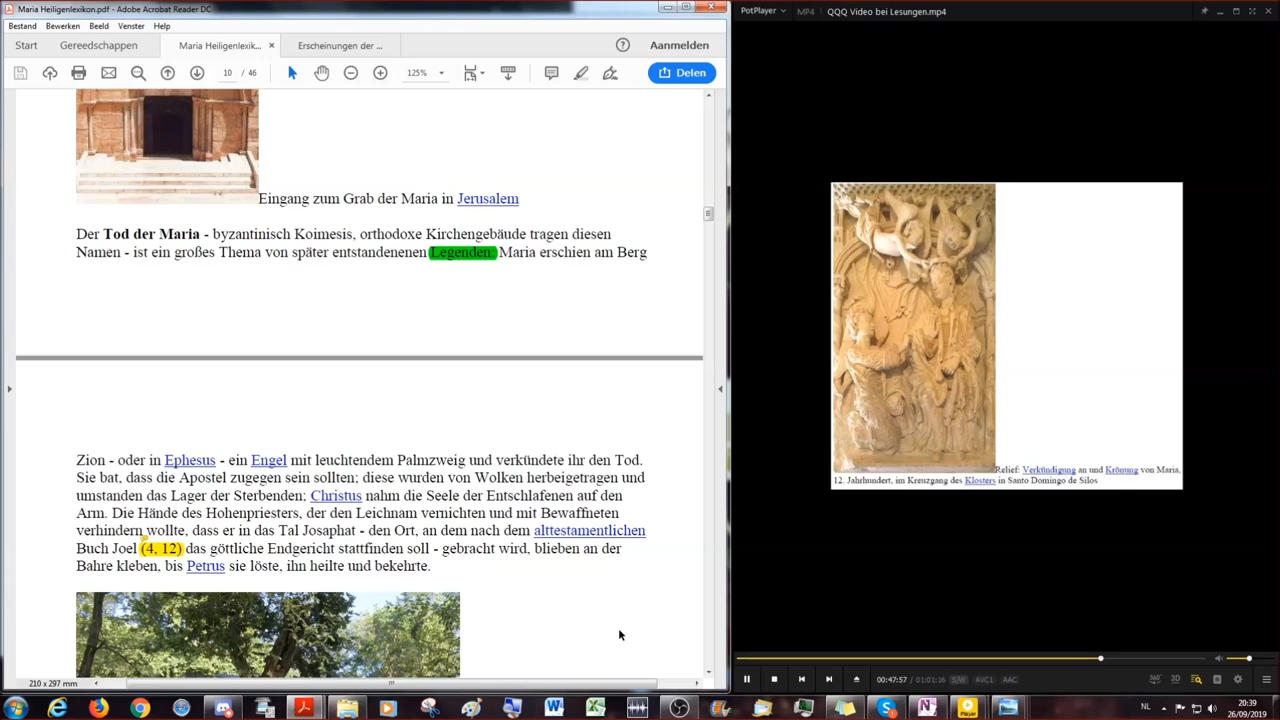 Maria Heiligenlexikon.pdf - Adobe Acrobat Reader DC
Bestand Bewerken Beeld Venster Help
Start Gereedschappen Maria Heiligenlexik... × Erscheinungen der ... ? Aanmelden
10 / 46 125% Delen
Eingang zum Grab der Maria in Jerusalem
Der Tod der Maria - byzantinisch Koimesis, orthodoxe Kirchengebäude tragen diesen
Namen - ist ein großes Thema von später entstandenenen Legenden: Maria erschien am Berg
Zion - oder in Ephesus - ein Engel mit leuchtendem Palmzweig und verkündete ihr den Tod.
Sie bat, dass die Apostel zugegen sein sollten; diese wurden von Wolken herbeigetragen und
umstanden das Lager der Sterbenden; Christus nahm die Seele der Entschlafenen auf den
Arm. Die Hände des Hohenpriesters, der den Leichnam vernichten und mit Bewaffneten
verhindern wollte, dass er in das Tal Josaphat - den Ort, an dem nach dem alttestamentlichen
Buch Joel (4, 12) das göttliche Endgericht stattfinden soll - gebracht wird, blieben an der
Bahre kleben, bis Petrus sie löste, ihn heilte und bekehrte.
210 x 297 mm
PotPlayer MP4 QQQ Video bei Lesungen.mp4
Relief: Verkündigung an und Krönung von Maria,
12. Jahrhundert, im Kreuzgang des Klosters in Santo Domingo de Silos
00:47:57 / 01:01:16 S/W AVC1 AAC
360° 3D
NL 20:39
26/09/2019